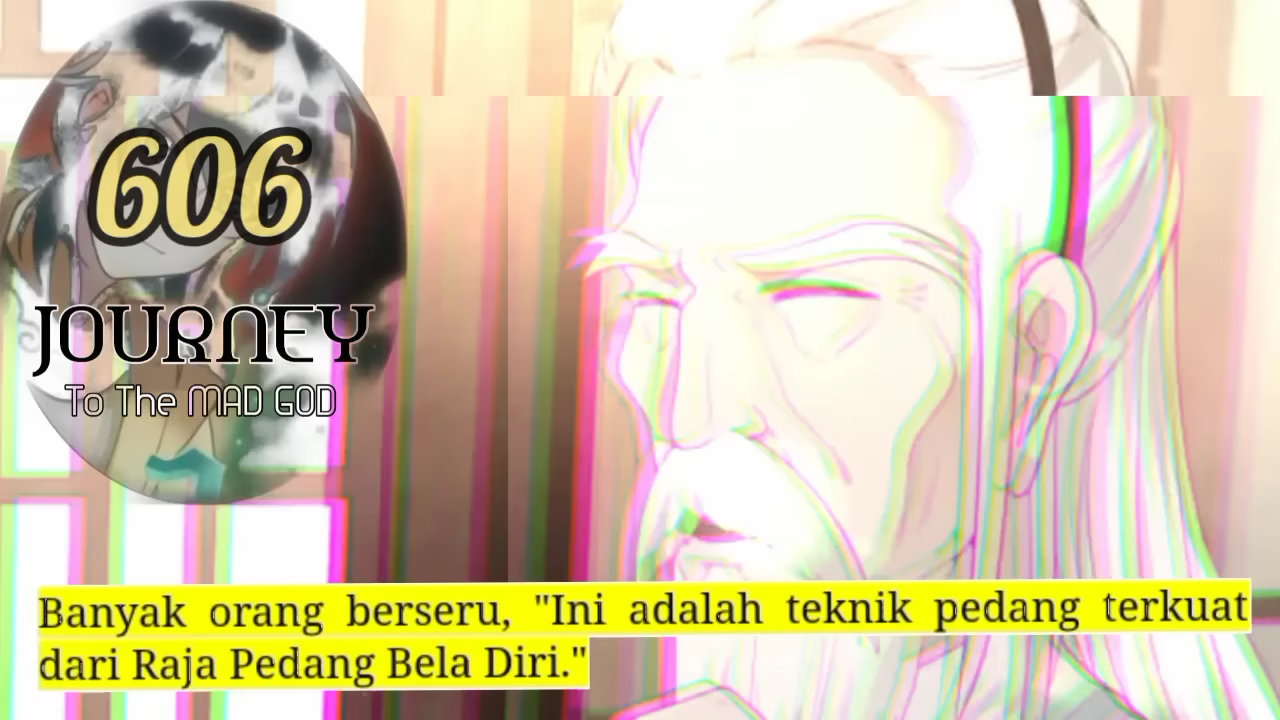 606
JOURNEY
To The MAD GOD
Banyak orang berseru, "Ini adalah teknik pedang terkuat
dari Raja Pedang Bela Diri."